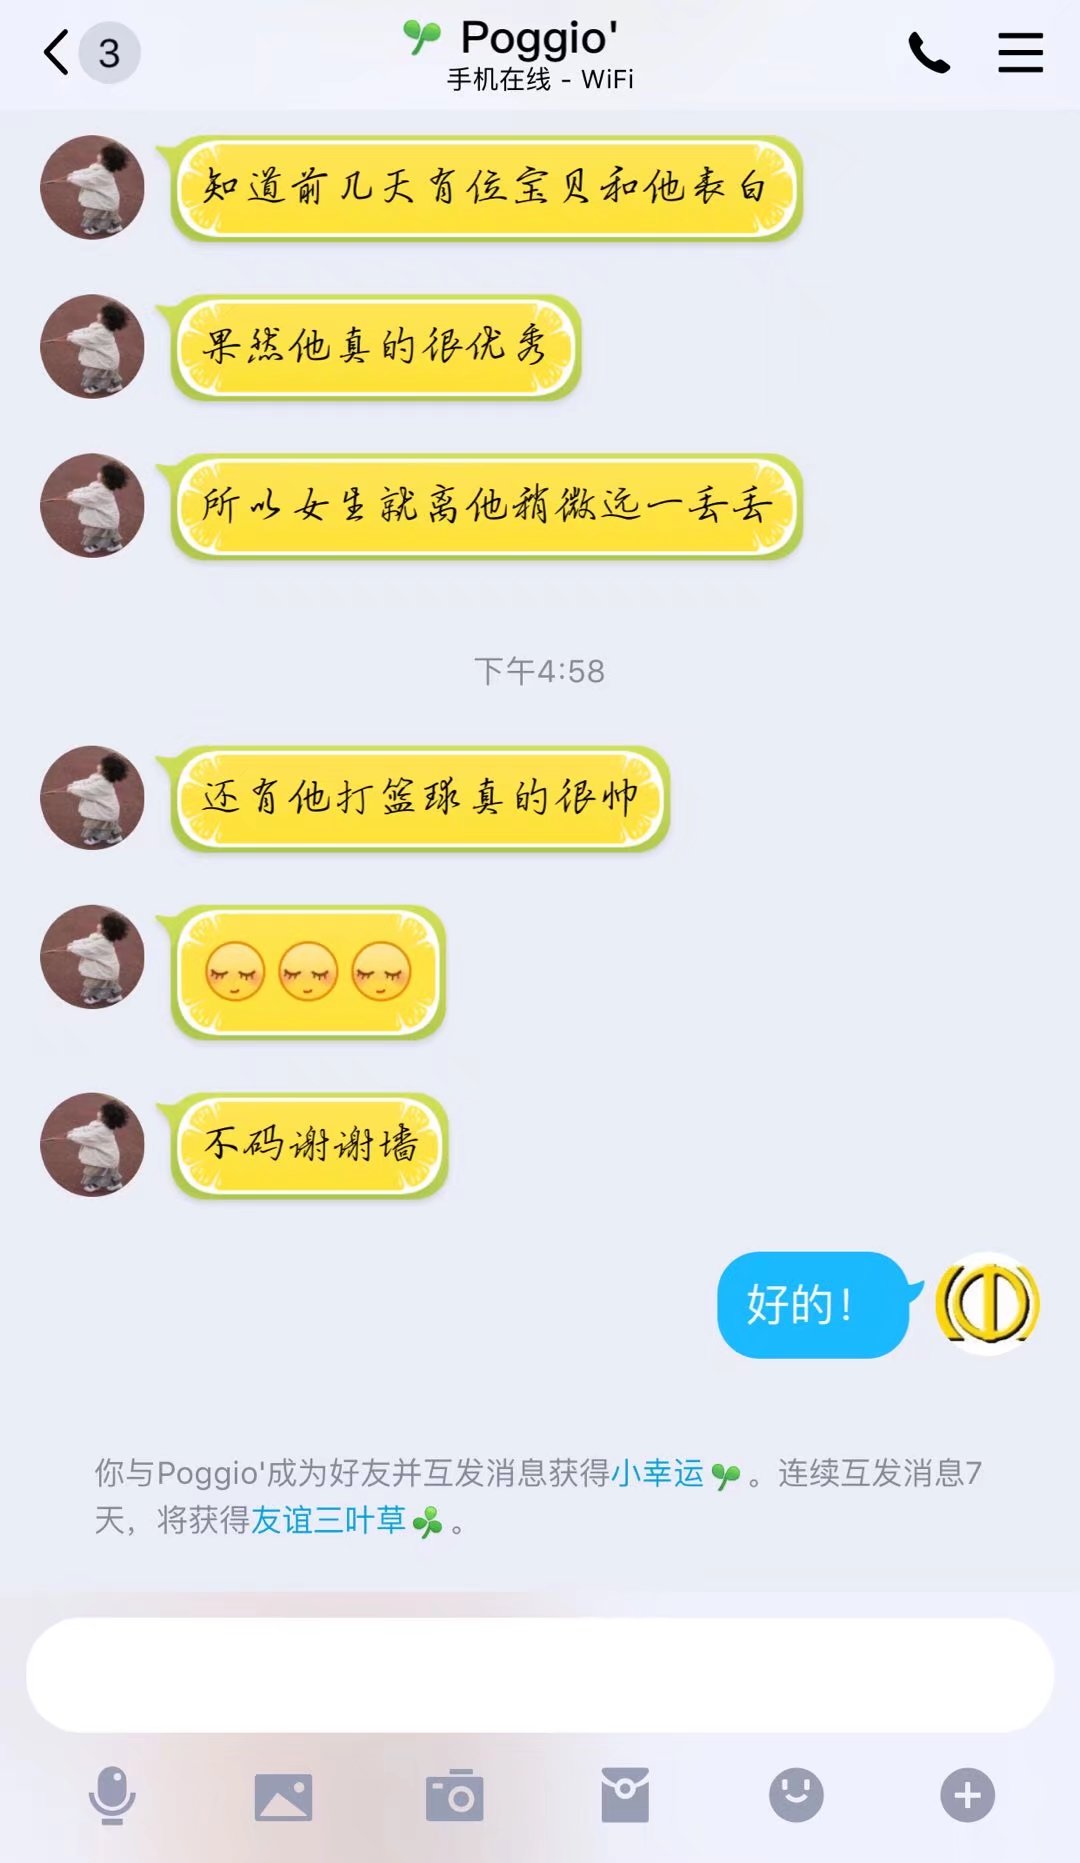 3
Poggio'
手机在线 - WiFi
知道前几天有位宝贝和他表白
果然他真的很优秀
所以女生就离他稍微远一丢丢
下午4:58
还有他打篮球真的很帅
不码谢谢墙
好的！
你与Poggio'成为好友并互发消息获得小幸运。连续互发消息7
天，将获得友谊三叶草。